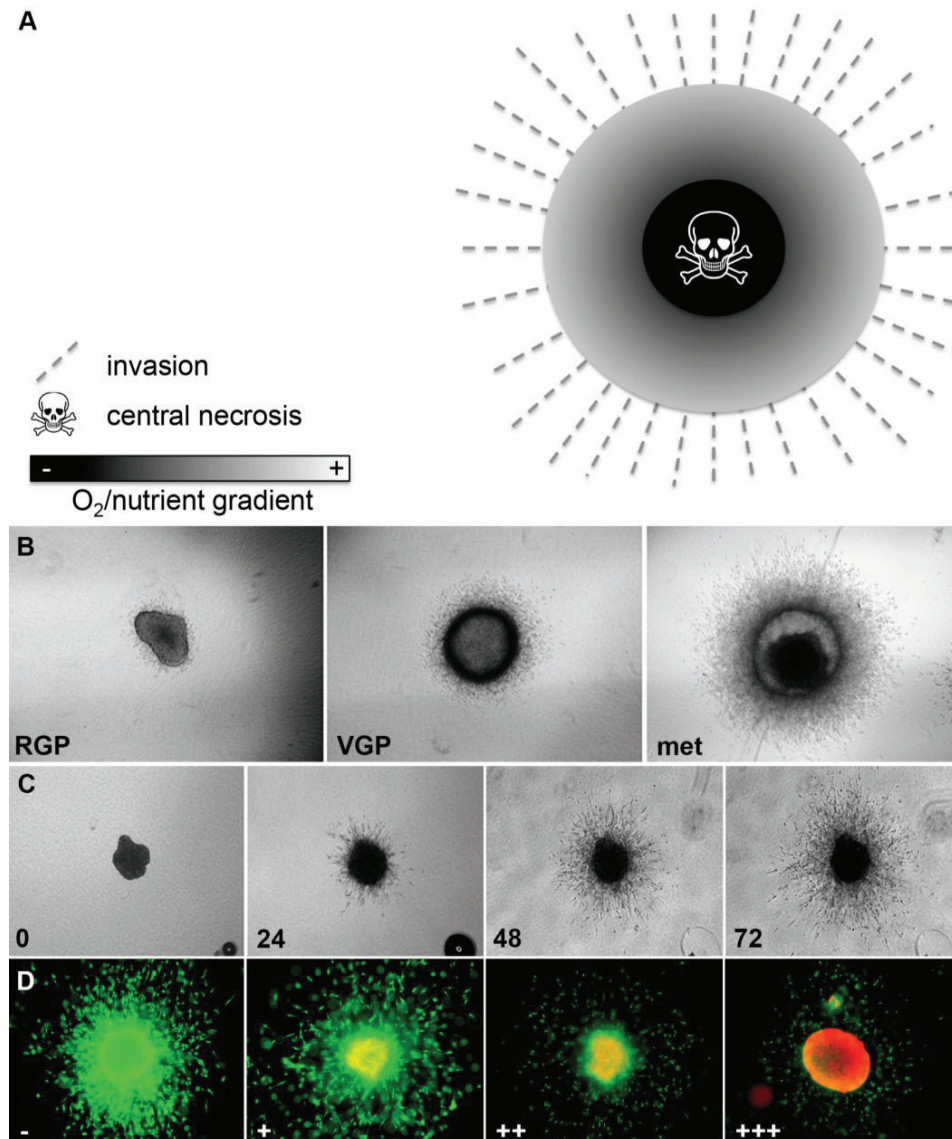 A
invasion
central necrosis
- +
O₂/nutrient gradient
B
RGP VGP met
C
0 24 48 72
D
- + ++ +++